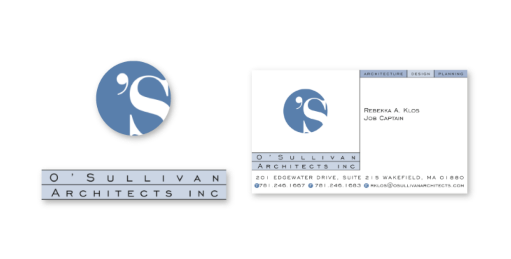 'S
O'Sullivan
Architects Inc
ARCHITECTURE DESIGN PLANNING
'S
Rebekka A. Klos
Job Captain
O'Sullivan
Architects Inc
201 EDGEWATER DRIVE, SUITE 215 WAKEFIELD, MA 01880
781.246.1667 781.246.1683 RKLOS@OSULLIVANARCHITECTS.COM